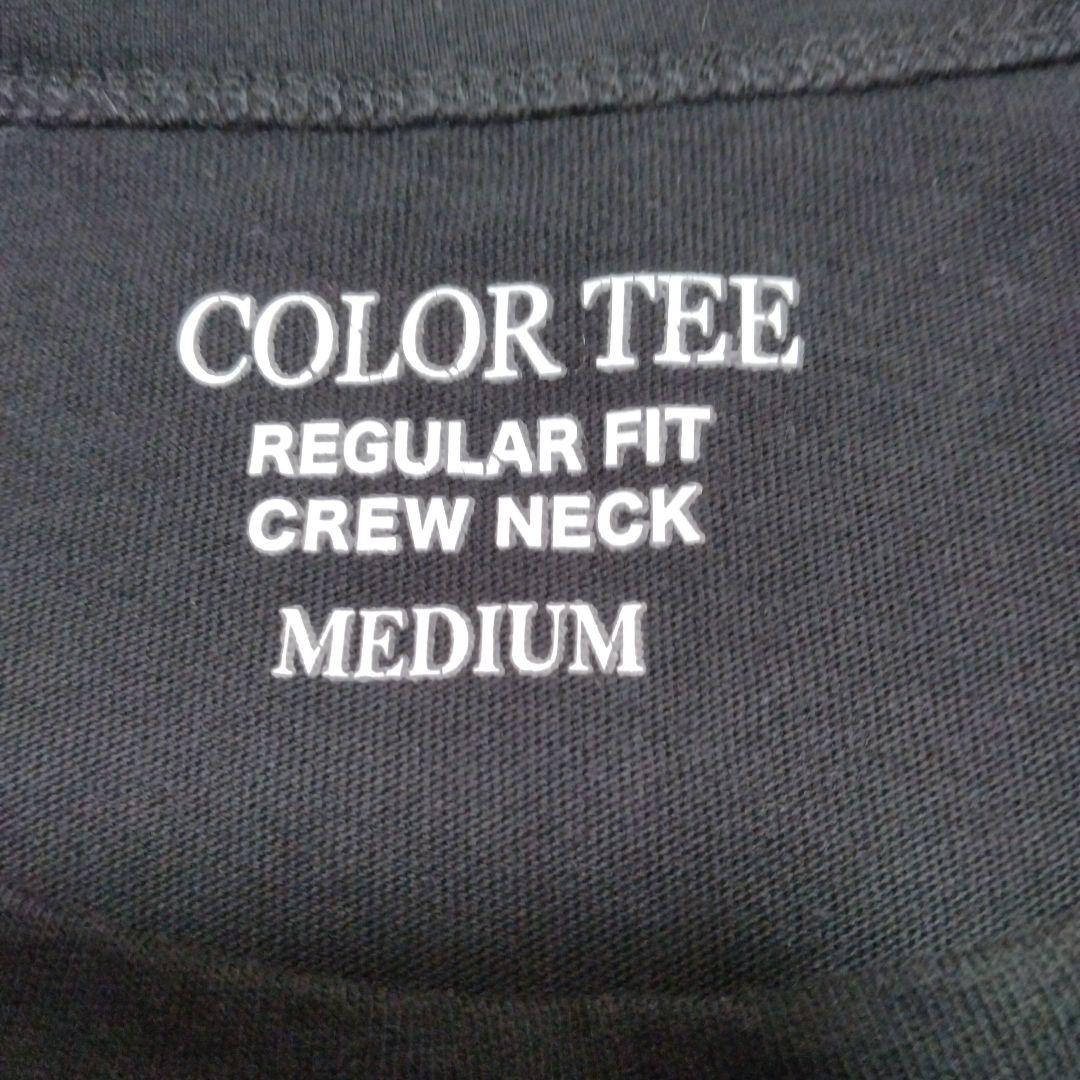 COLOR TEE
REGULAR FIT
CREW NECK
MEDIUM